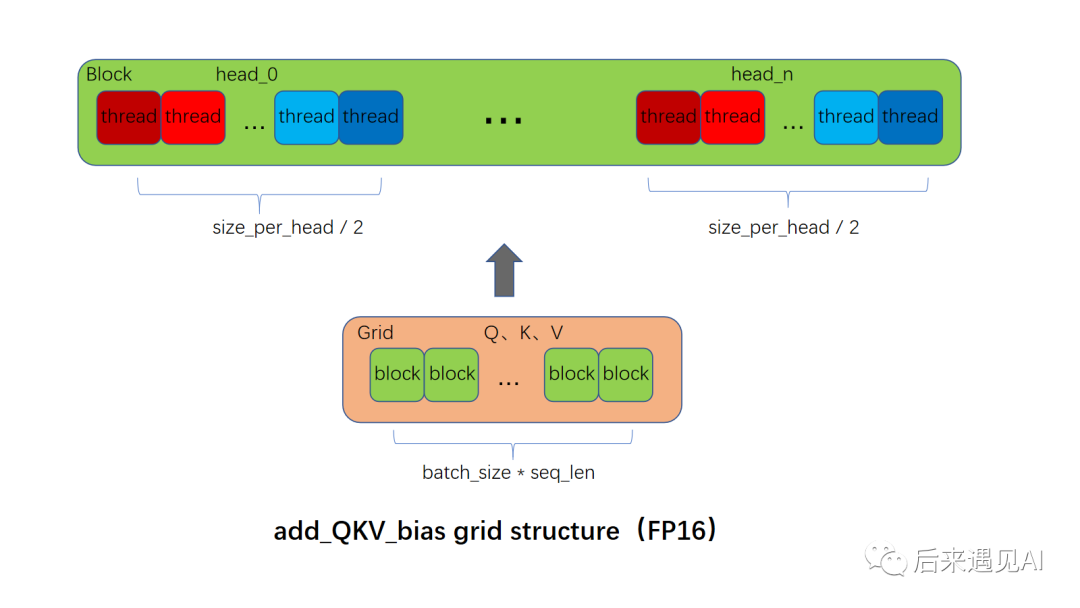 Block head_0 head_n
thread thread ... thread thread ... thread thread ... thread thread
size_per_head / 2 size_per_head / 2
Grid Q、K、V
block block ... block block
batch_size * seq_len
add_QKV_bias grid structure（FP16）
后来遇见AI